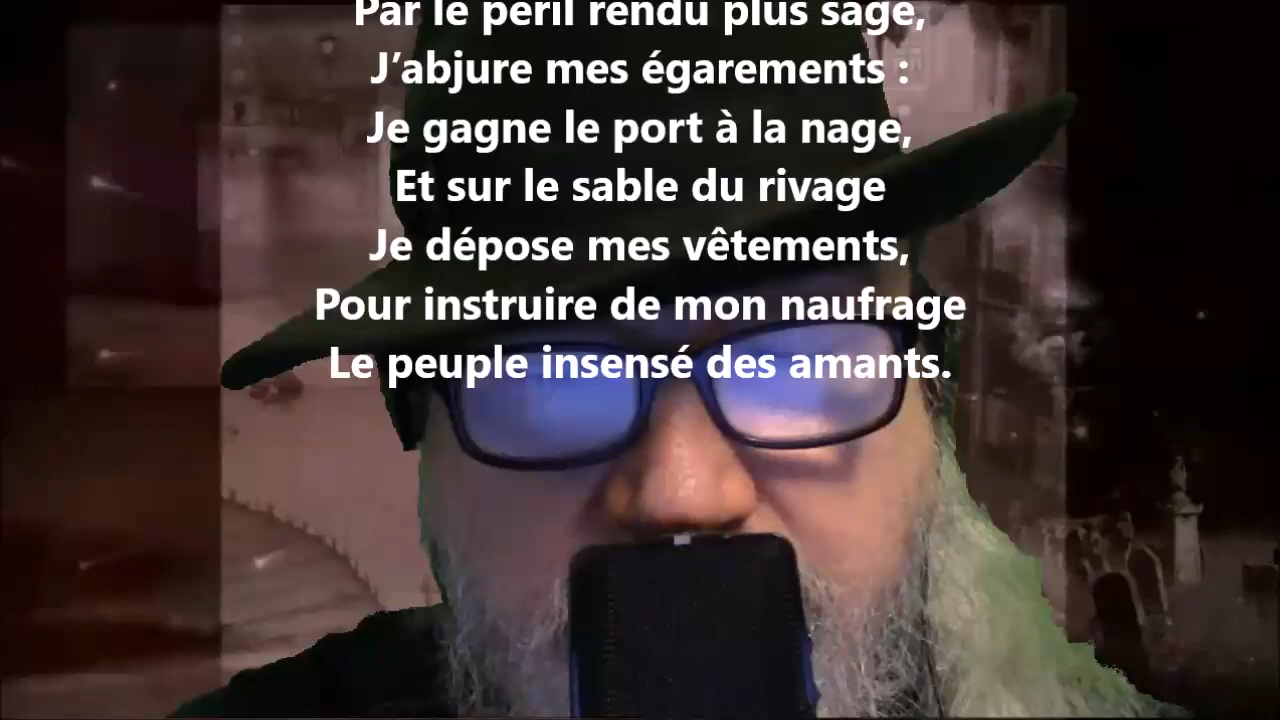 Par le péril rendu plus sage,
J’abjure mes égarements :
Je gagne le port à la nage,
Et sur le sable du rivage
Je dépose mes vêtements,
Pour instruire de mon naufrage
Le peuple insensé des amants.